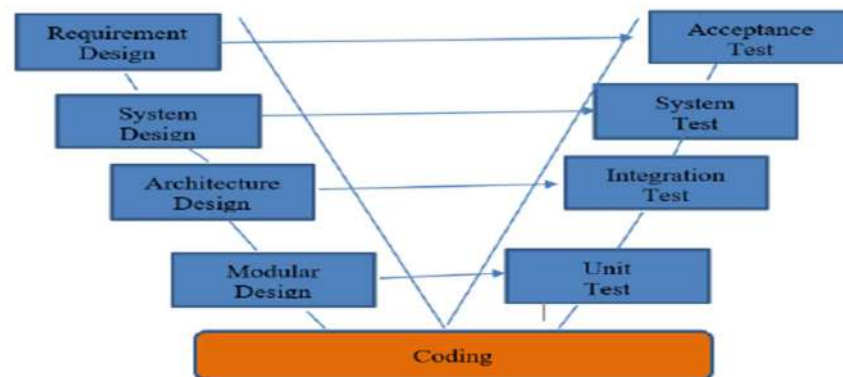 Requirement
Design
Acceptance
Test
System
Design
System
Test
Architecture
Design
Integration
Test
Modular
Design
Unit
Test
Coding